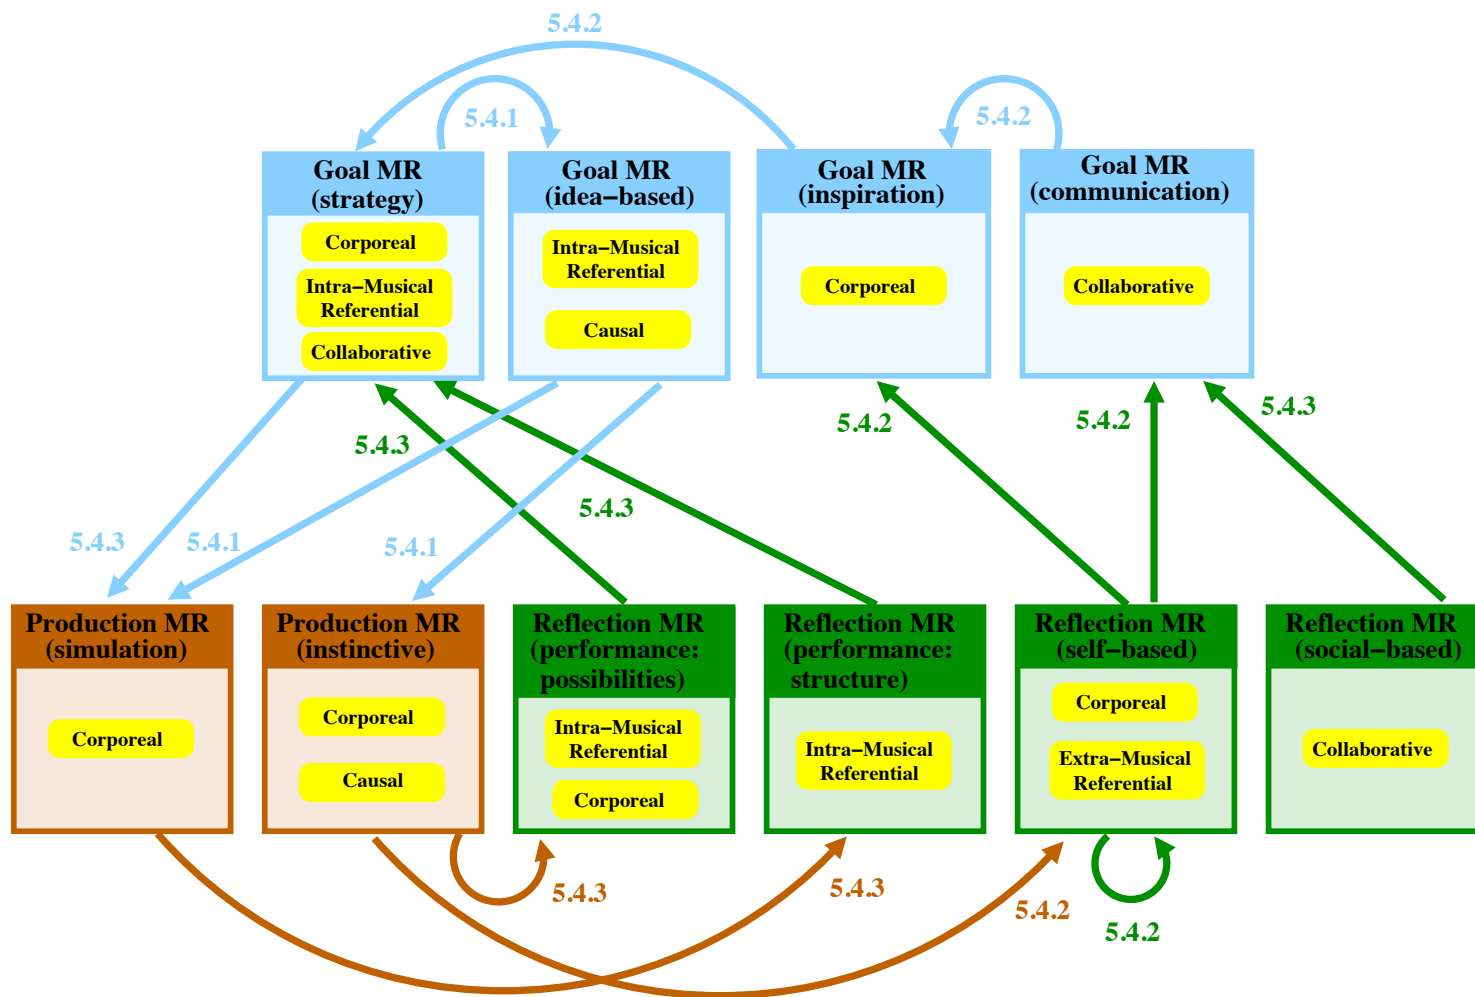 5.4.2
5.4.1
5.4.2
Goal MR
(strategy)
Corporeal
Intra−Musical
Referential
Collaborative
Goal MR
(idea−based)
Intra−Musical
Referential
Causal
Goal MR
(inspiration)
Corporeal
Goal MR
(communication)
Collaborative
5.4.3
5.4.2
5.4.2
5.4.3
5.4.3
5.4.3
5.4.1
5.4.1
Production MR
(simulation)
Corporeal
Production MR
(instinctive)
Corporeal
Causal
Reflection MR
(performance:
possibilities)
Intra−Musical
Referential
Corporeal
Reflection MR
(performance:
structure)
Intra−Musical
Referential
Reflection MR
(self−based)
Corporeal
Extra−Musical
Referential
Reflection MR
(social−based)
Collaborative
5.4.3
5.4.3
5.4.2
5.4.2